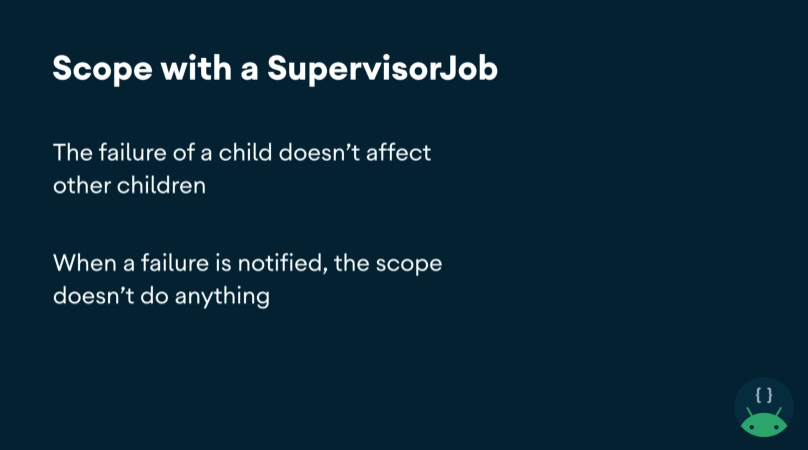 Scope with a SupervisorJob
The failure of a child doesn’t affect
other children
When a failure is notified, the scope
doesn’t do anything
{ }